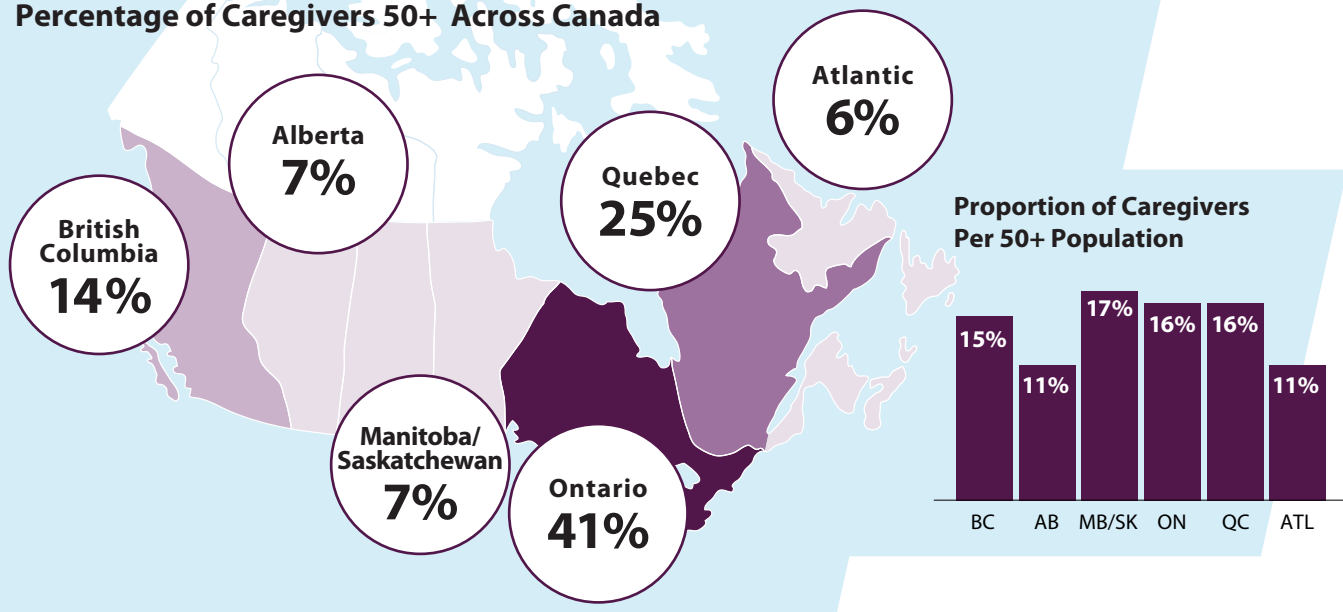 Percentage of Caregivers 50+ Across Canada
Atlantic
6%
Alberta
7%
Quebec
25%
British
Columbia
14%
Manitoba/
Saskatchewan
7%
Ontario
41%
Proportion of Caregivers
Per 50+ Population
15%
11%
17%
16%
16%
11%
BC AB MB/SK ON QC ATL